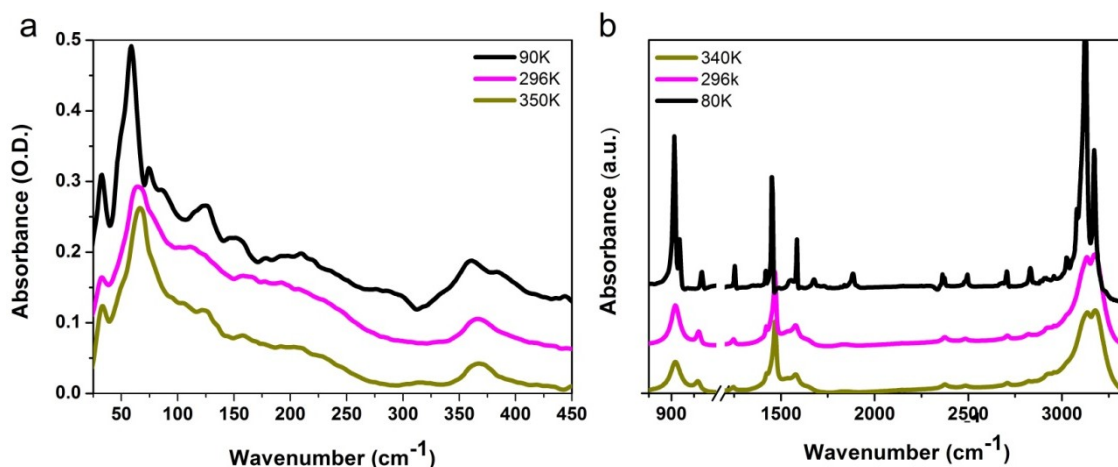 a
0.5
0.4
0.3
0.2
0.1
0.0
Absorbance (O.D.)
90K
296K
350K
50 100 150 200 250 300 350 400 450
Wavenumber (cm-1)
b
Absorbance (a.u.)
340K
296k
80K
900 1500 2000 2500 3000
Wavenumber (cm-1)